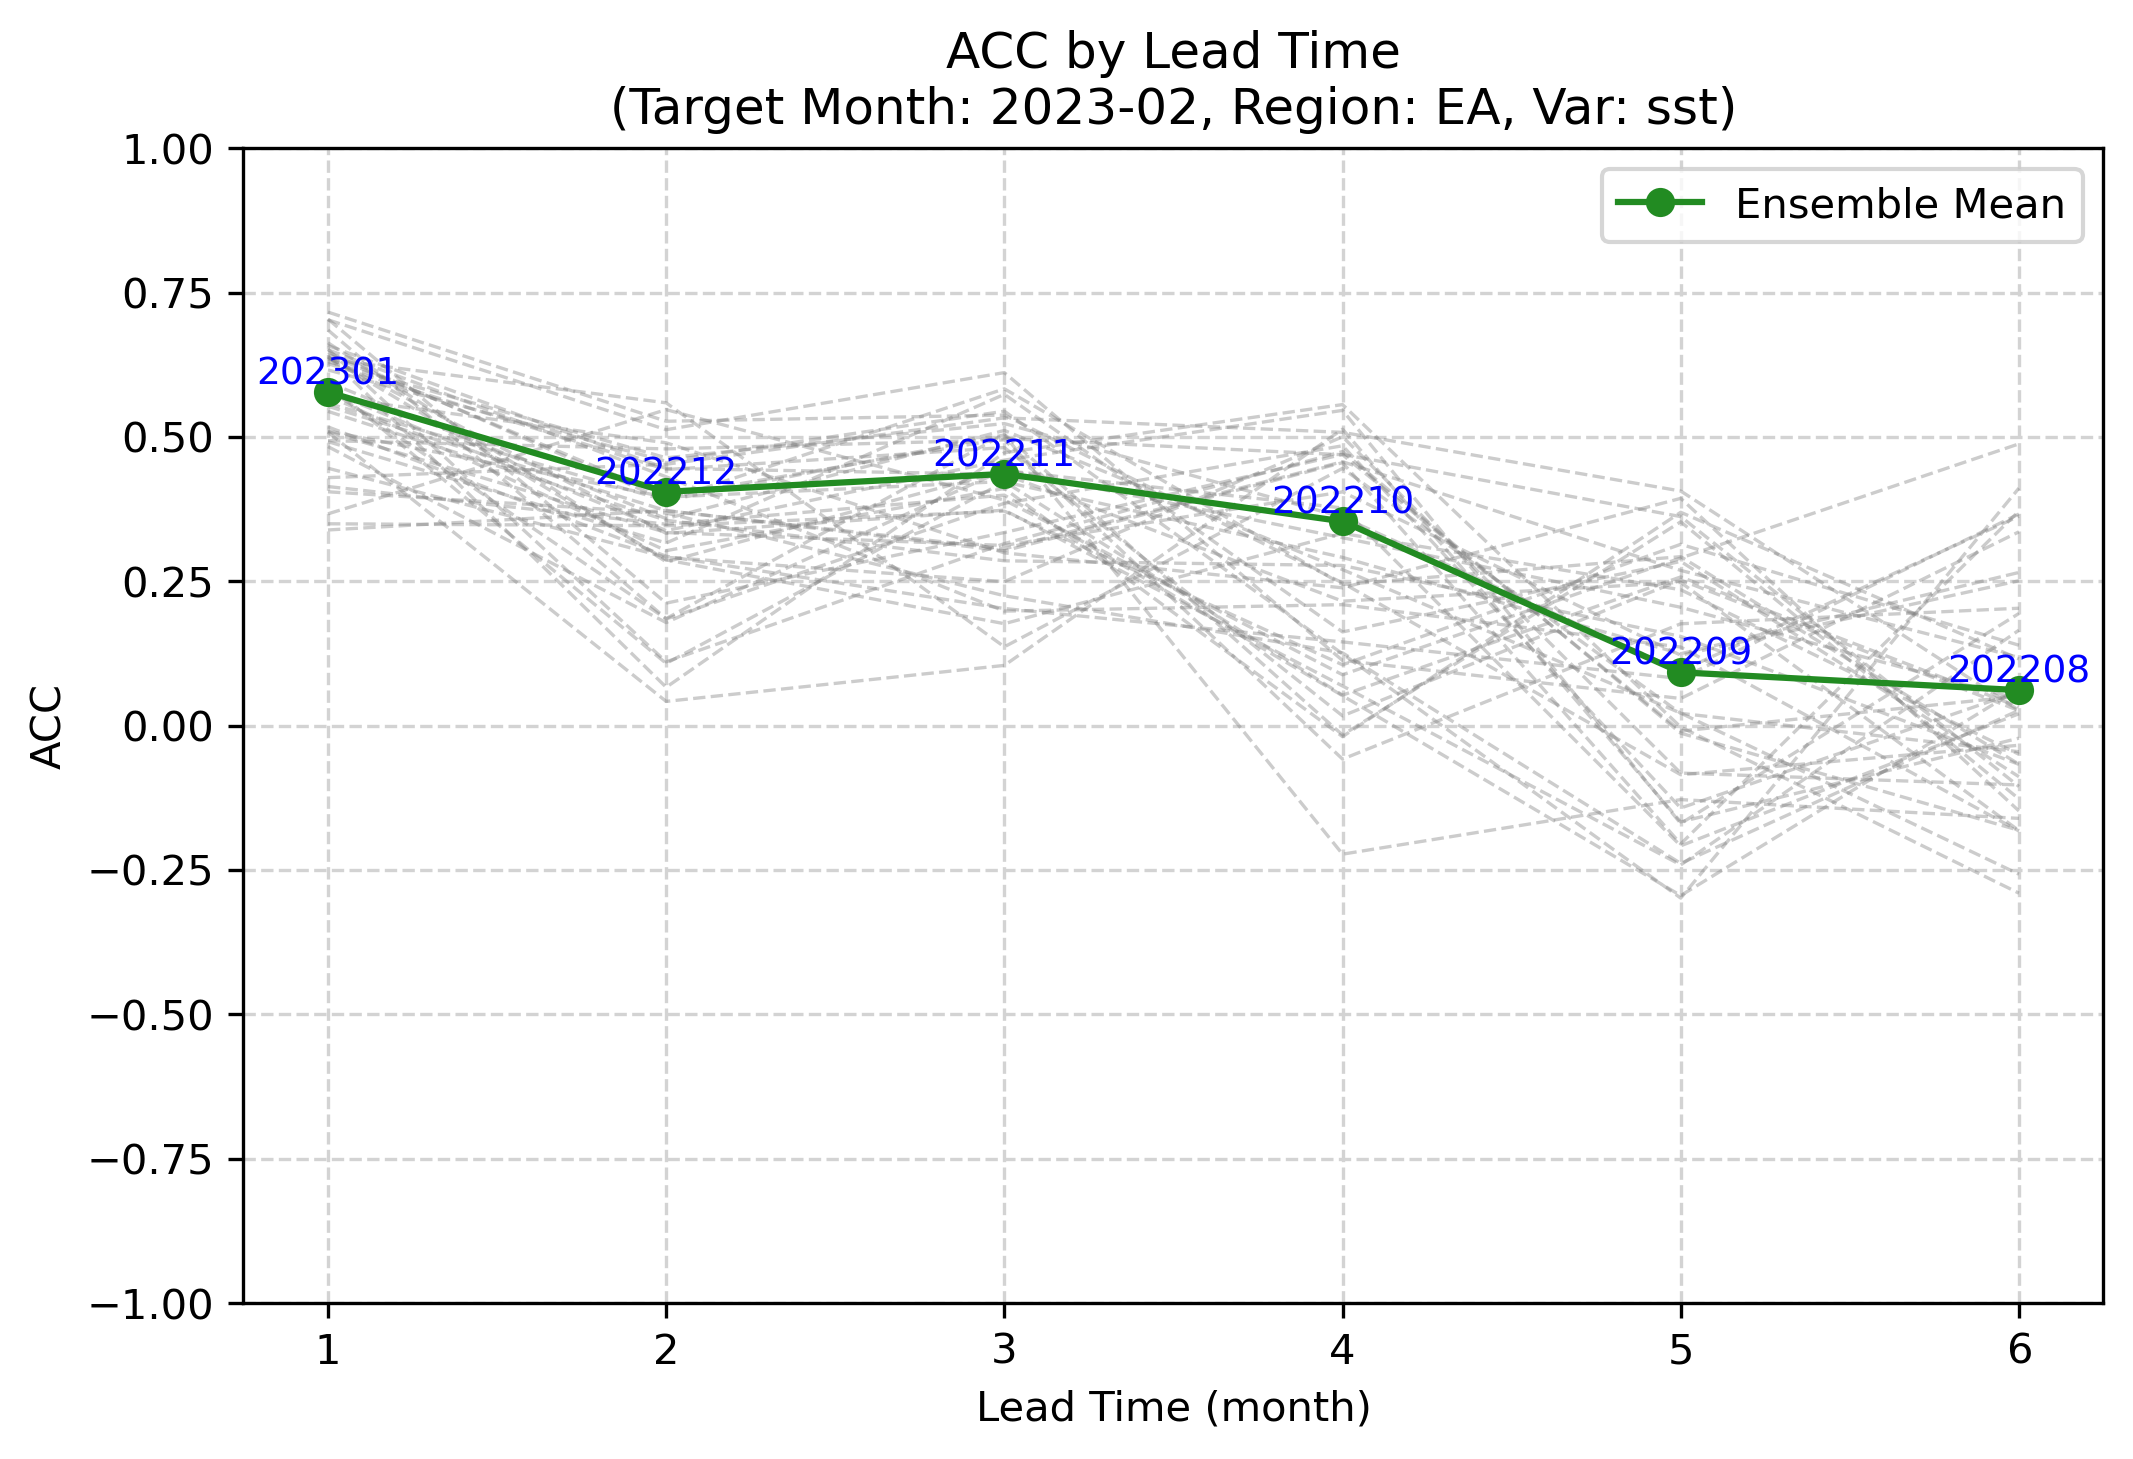 ACC by Lead Time
(Target Month: 2023-02, Region: EA, Var: sst)
1.00
0.75
0.50
0.25
0.00
−0.25
−0.50
−0.75
−1.00
ACC
Ensemble Mean
202301
202212
202211
202210
202209
202208
1 2 3 4 5 6
Lead Time (month)